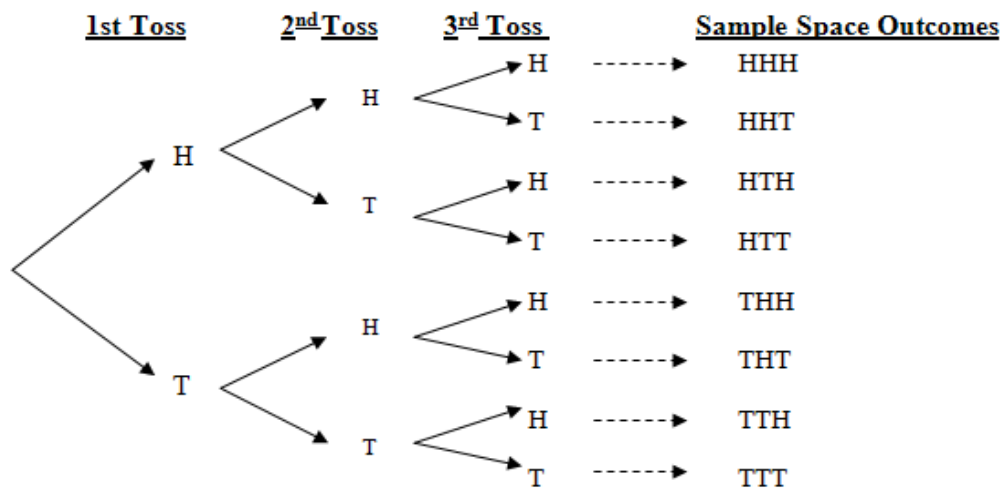 1st Toss 2nd Toss 3rd Toss Sample Space Outcomes
H HHH
H
T HHT
H
H HTH
T
T HTT
H THH
H
T THT
T
H TTH
T
T TTT